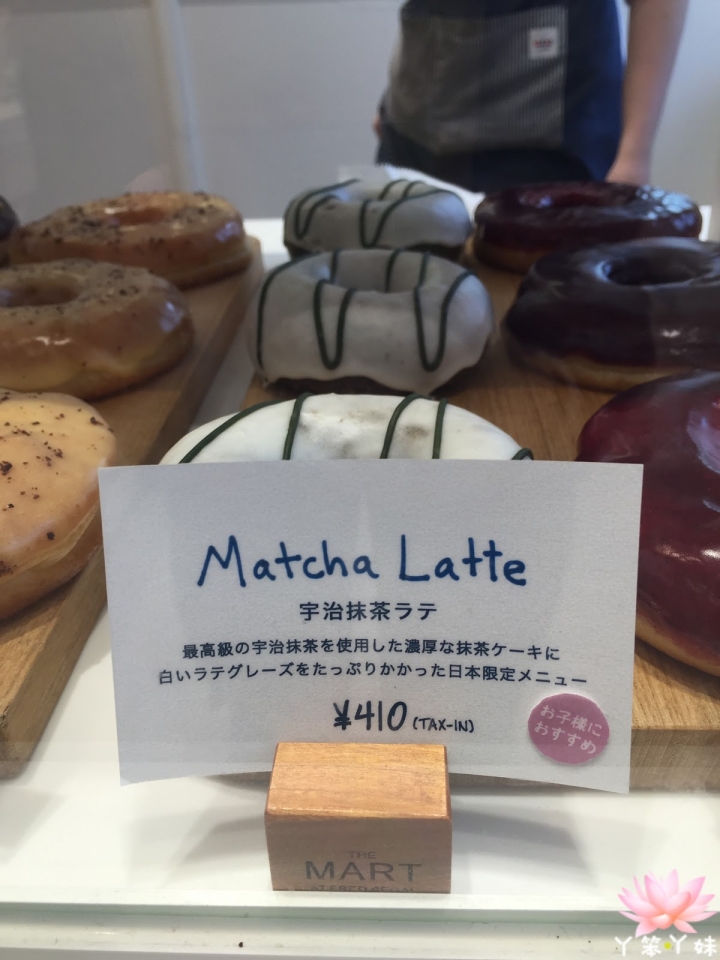 Matcha Latte
宇治抹茶ラテ
最高級の宇治抹茶を使用した濃厚な抹茶ケーキに
白いラテグレーズをたっぷりかかった日本限定メニュー
¥410 (TAX-IN)
お子様に
おすすめ
THE
MART
AT FRED SEGAL
丫笨丫妹